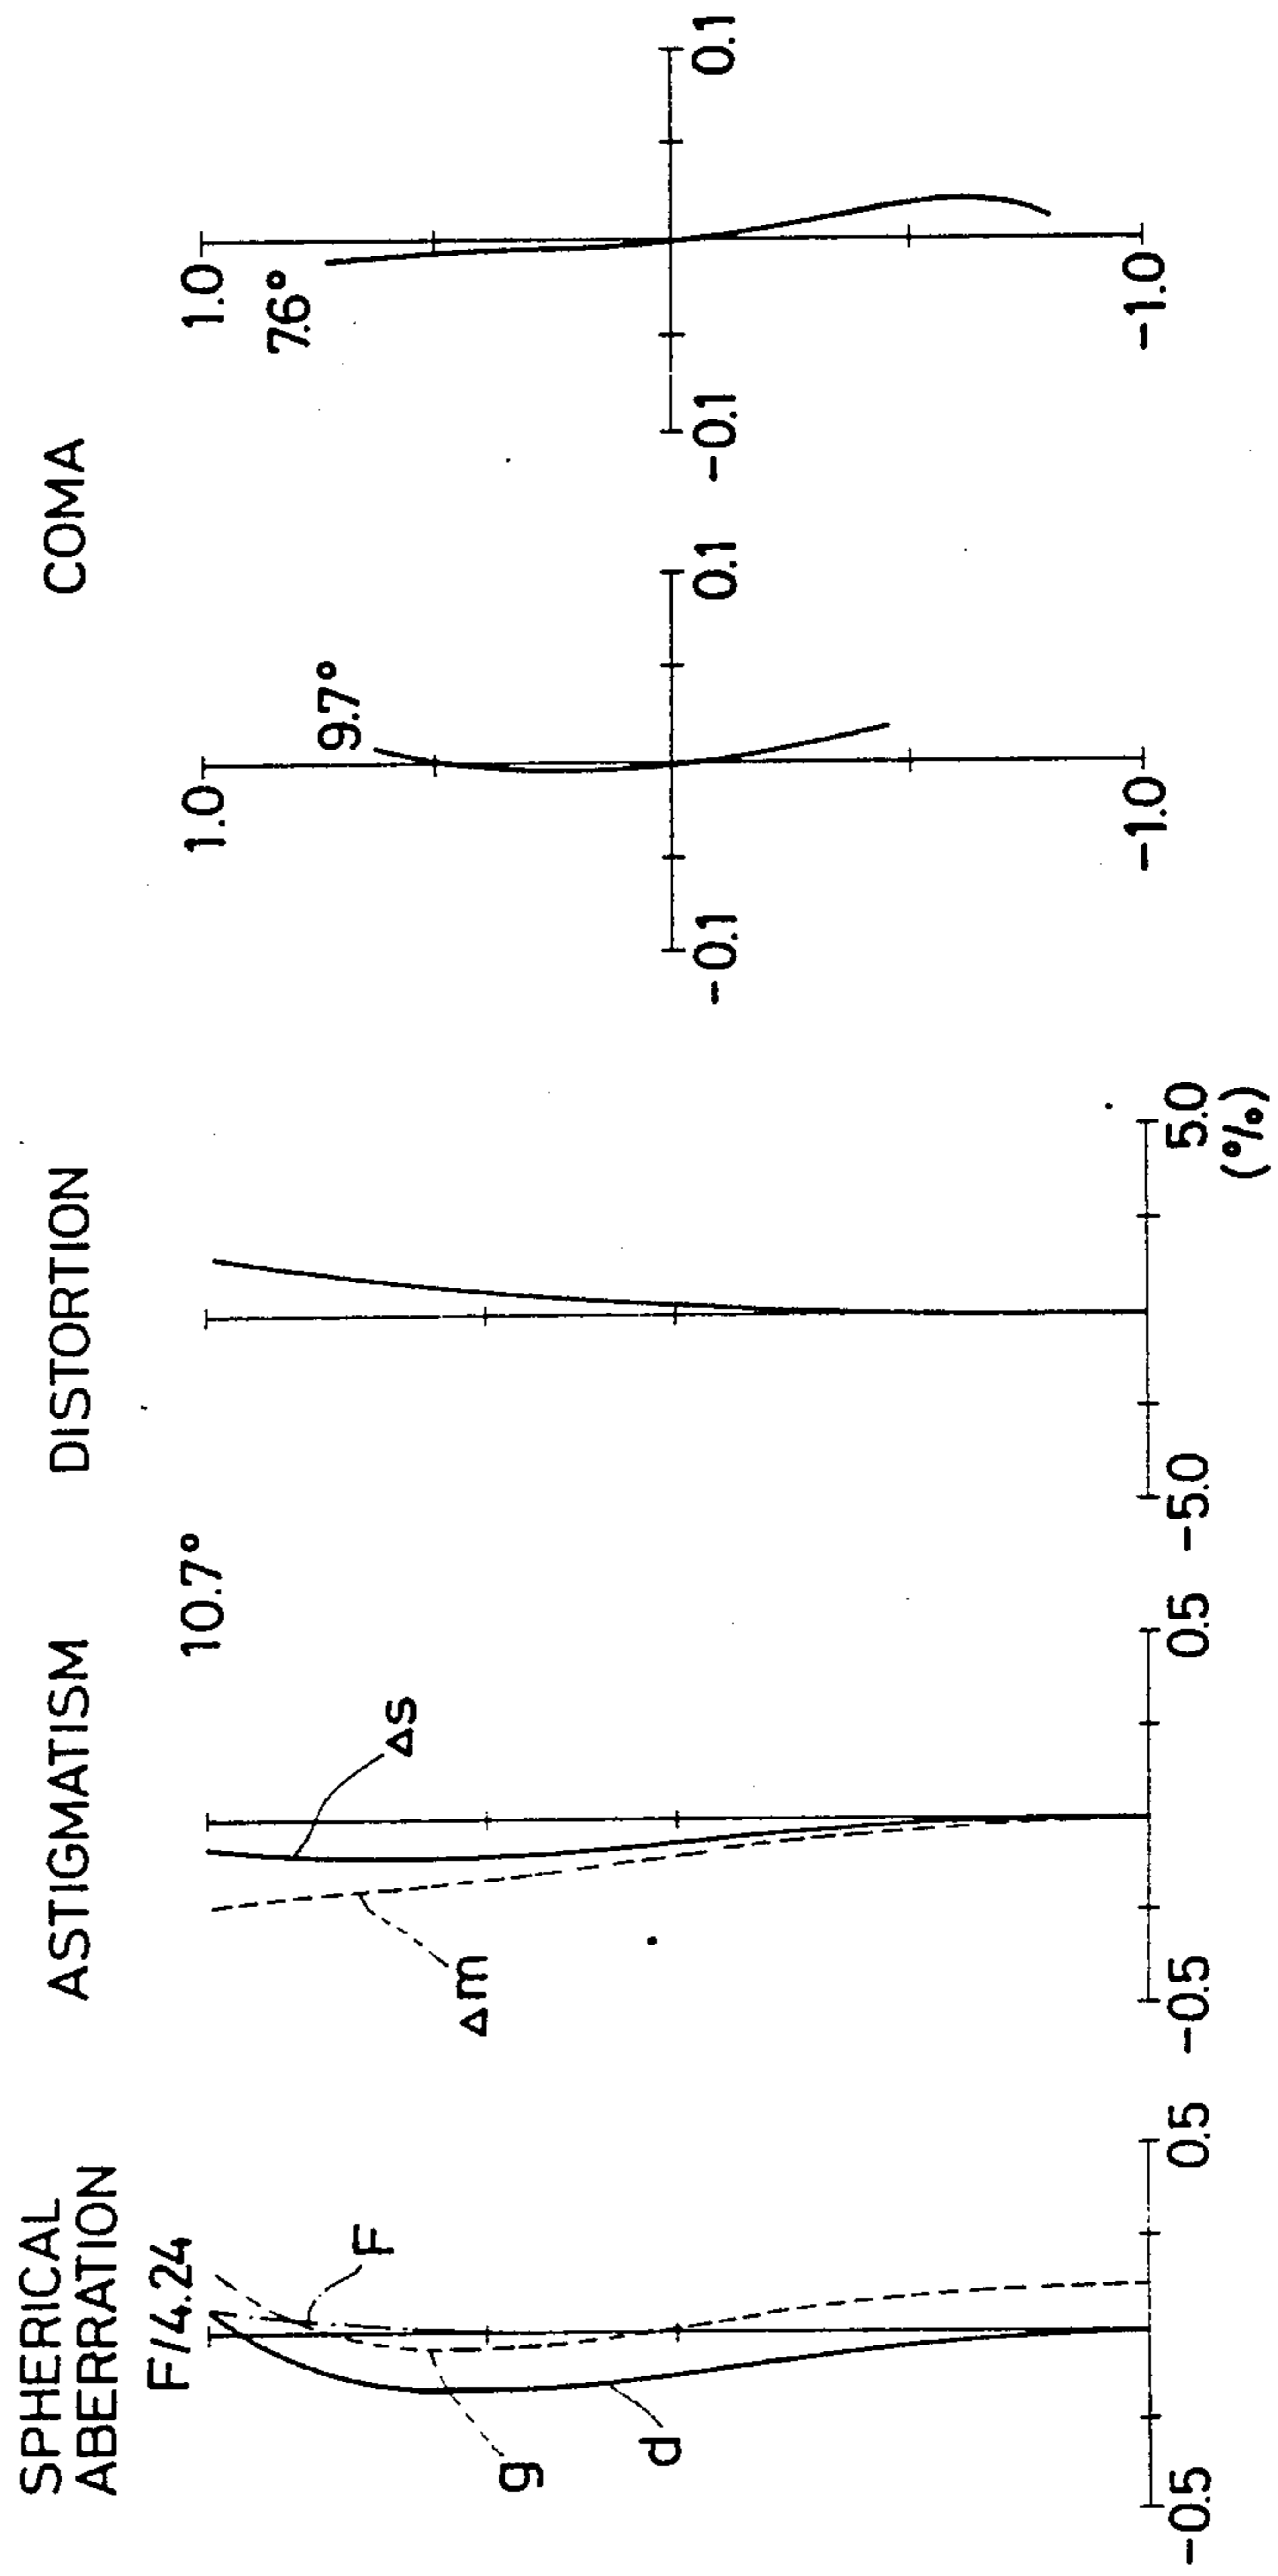 SPHERICAL
ABERRATION
F/4.24
F
g
d
-0.5
0.5
ASTIGMATISM
10.7°
Δs
Δm
-0.5
0.5
DISTORTION
-5.0
5.0
(%)
COMA
1.0
9.7°
-0.1
0.1
-1.0
1.0
7.6°
-0.1
0.1
-1.0